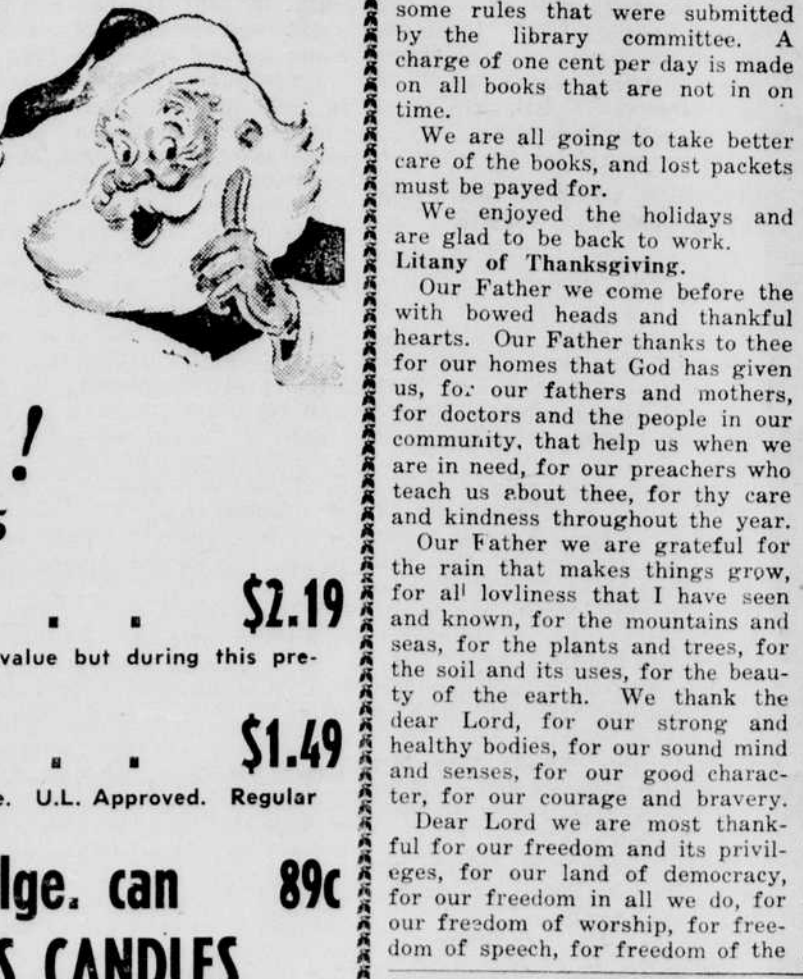 !
$2.19
value but during this pre-
$1.49
U.L. Approved. Regular
lge. can 89c
CANDLES
some rules that were submitted
by the library committee. A
charge of one cent per day is made
on all books that are not in on
time.
We are all going to take better
care of the books, and lost packets
must be payed for.
We enjoyed the holidays and
are glad to be back to work.
Litany of Thanksgiving.
Our Father we come before the
with bowed heads and thankful
hearts. Our Father thanks to thee
for our homes that God has given
us, for our fathers and mothers,
for doctors and the people in our
community, that help us when we
are in need, for our preachers who
teach us about thee, for thy care
and kindness throughout the year.
Our Father we are grateful for
the rain that makes things grow,
for all lovliness that I have seen
and known, for the mountains and
seas, for the plants and trees, for
the soil and its uses, for the beau-
ty of the earth. We thank the
dear Lord, for our strong and
healthy bodies, for our sound mind
and senses, for our good charac-
ter, for our courage and bravery.
Dear Lord we are most thank-
ful for our freedom and its privil-
eges, for our land of democracy,
for our freedom in all we do, for
our freedom of worship, for free-
dom of speech, for freedom of the